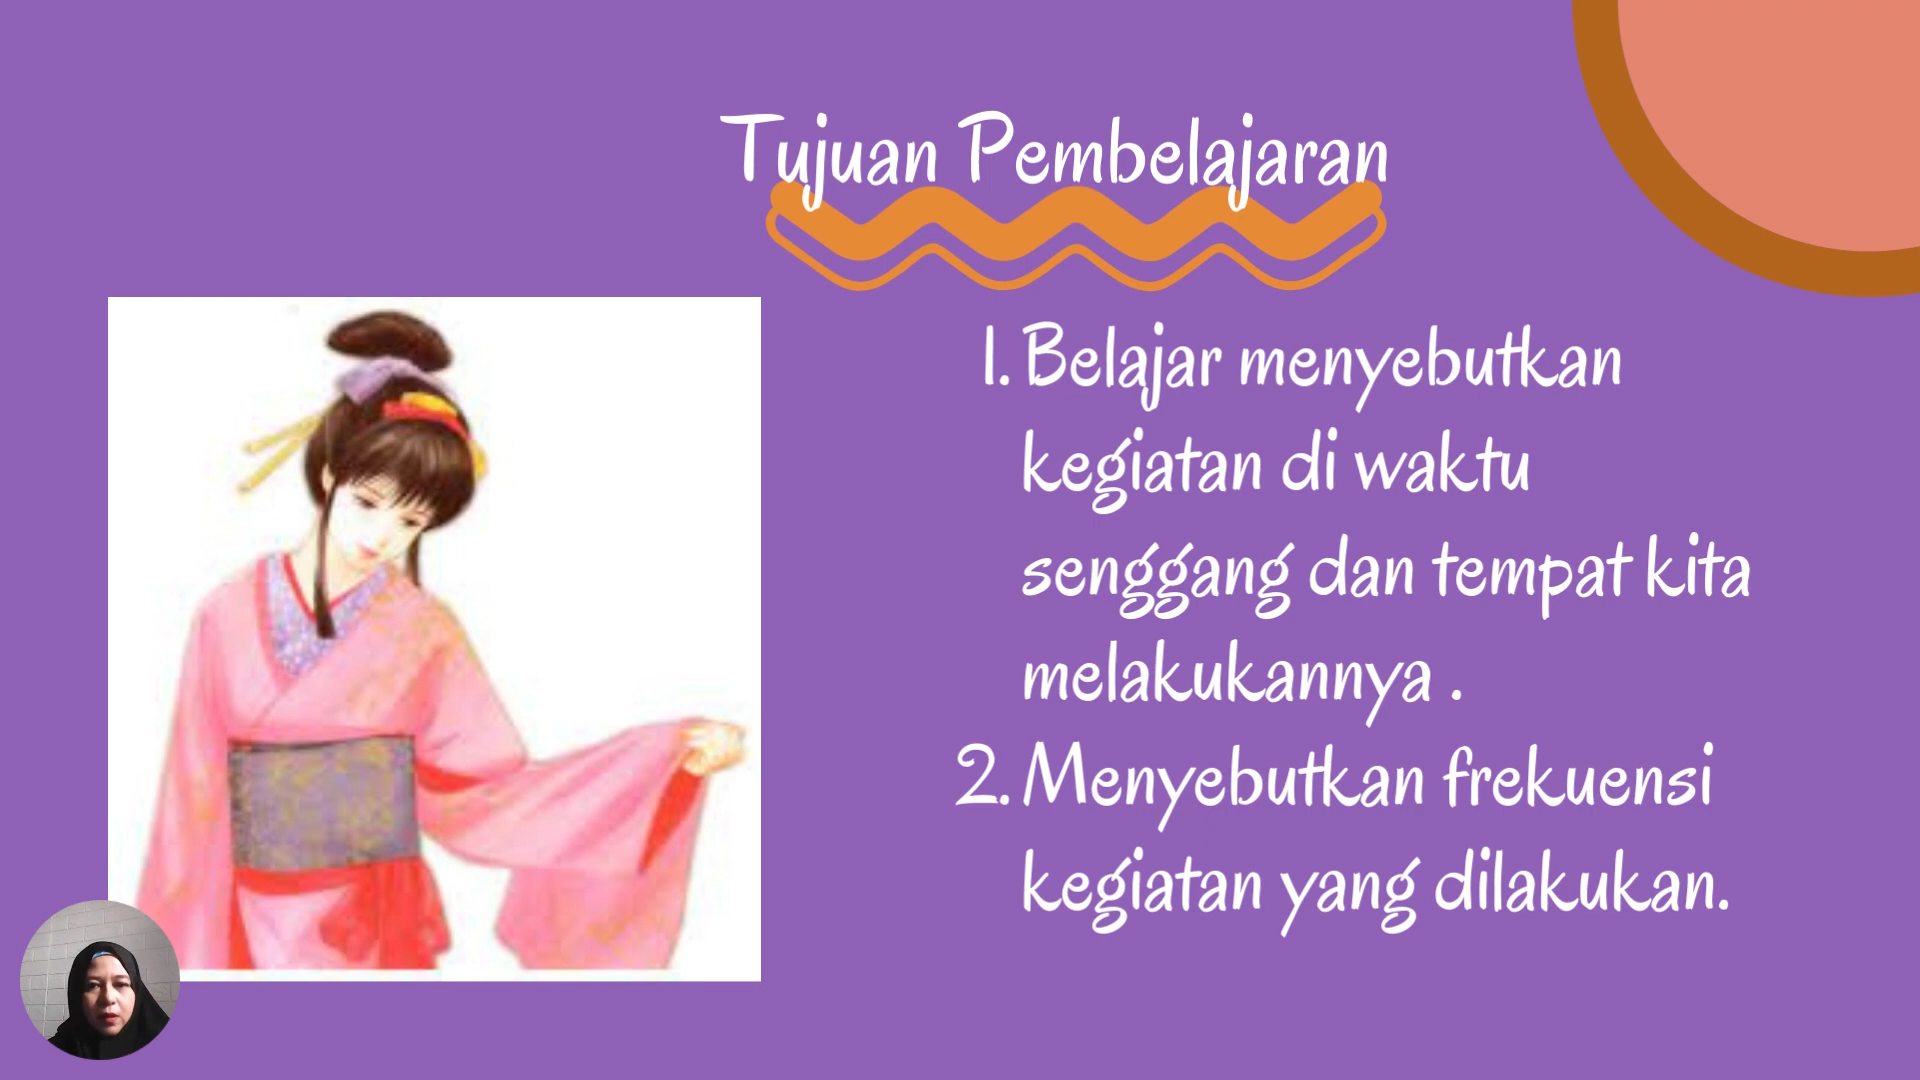 Tujuan Pembelajaran
1. Belajar menyebutkan
kegiatan di waktu
senggang dan tempat kita
melakukannya .
2. Menyebutkan frekuensi
kegiatan yang dilakukan.